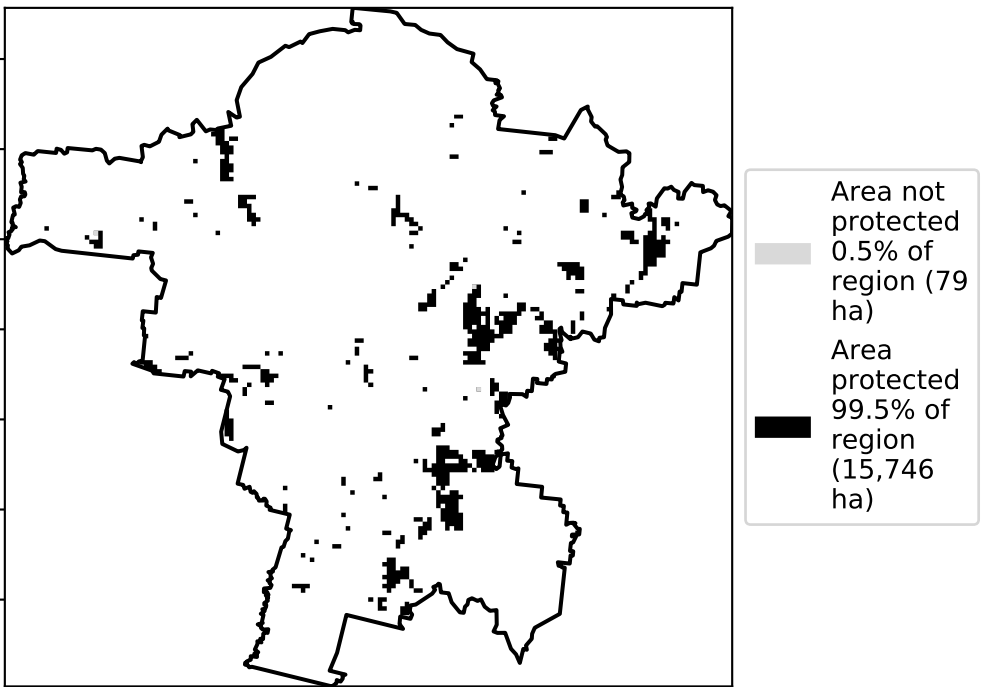 Area not
protected
0.5% of
region (79
ha)
Area
protected
99.5% of
region
(15,746
ha)